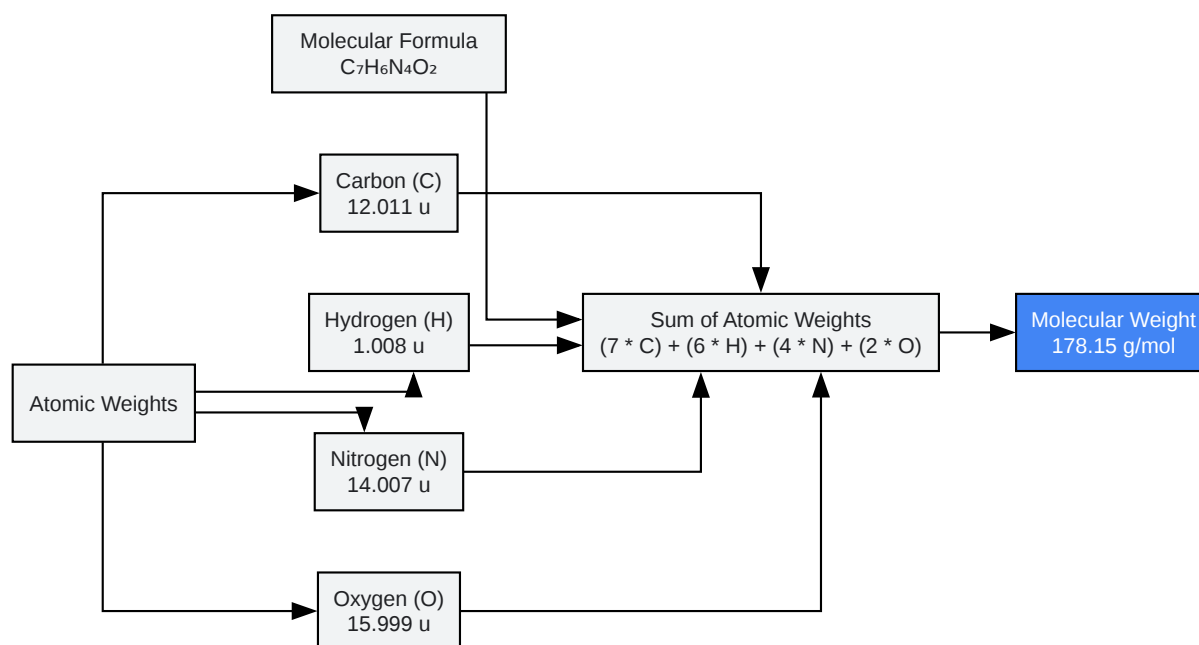 Molecular Formula
C₇H₆N₄O₂
Carbon (C)
12.011 u
Hydrogen (H)
1.008 u
Sum of Atomic Weights
(7 * C) + (6 * H) + (4 * N) + (2 * O)
Molecular Weight
178.15 g/mol
Atomic Weights
Nitrogen (N)
14.007 u
Oxygen (O)
15.999 u